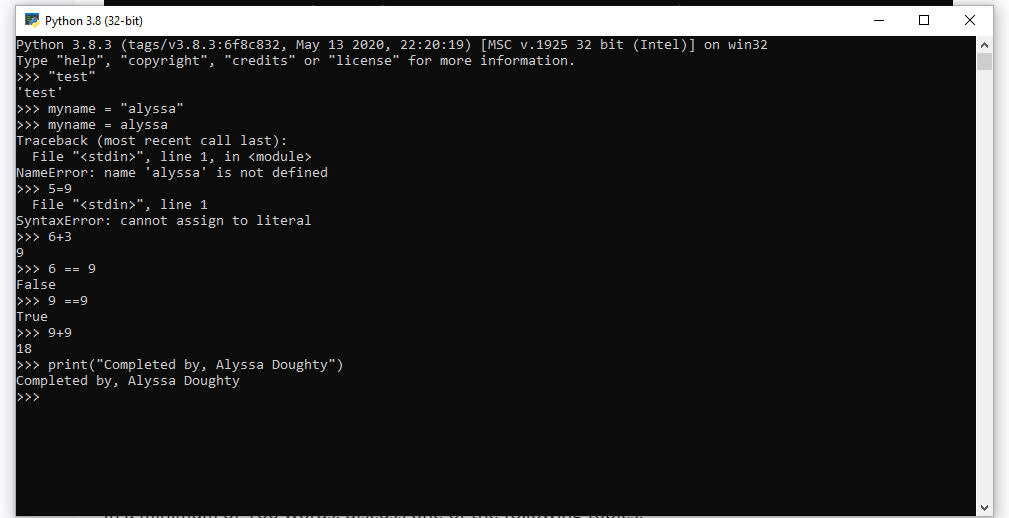 Python 3.8 (32-bit)
Python 3.8.3 (tags/v3.8.3:6f8c832, May 13 2020, 22:20:19) [MSC v.1925 32 bit (Intel)] on win32
Type "help", "copyright", "credits" or "license" for more information.
>>> "test"
'test'
>>> myname = "alyssa"
>>> myname = alyssa
Traceback (most recent call last):
  File "<stdin>", line 1, in <module>
NameError: name 'alyssa' is not defined
>>> 5=9
  File "<stdin>", line 1
SyntaxError: cannot assign to literal
>>> 6+3
9
>>> 6 == 9
False
>>> 9 ==9
True
>>> 9+9
18
>>> print("Completed by, Alyssa Doughty")
Completed by, Alyssa Doughty
>>>